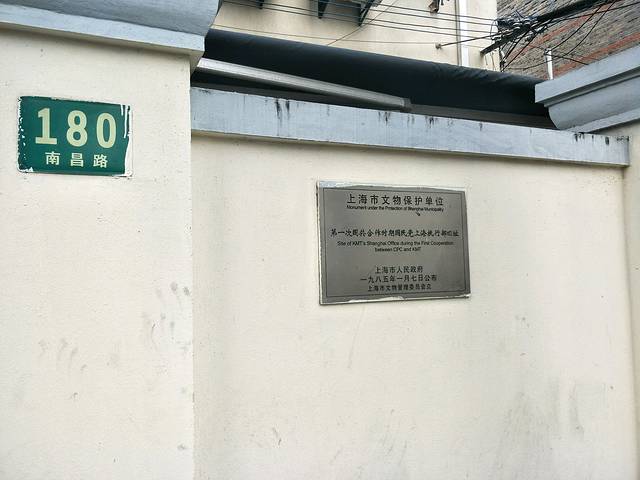 180
南昌路
上海市文物保护单位
Monument under the Protection of Shanghai Municipality
第一次国共合作时期国民党上海执行部旧址
Site of KMT's Shanghai Office during the First Cooperation
between CPC and KMT
上海市人民政府
一九八五年一月七日公布
上海市文物管理委员会立